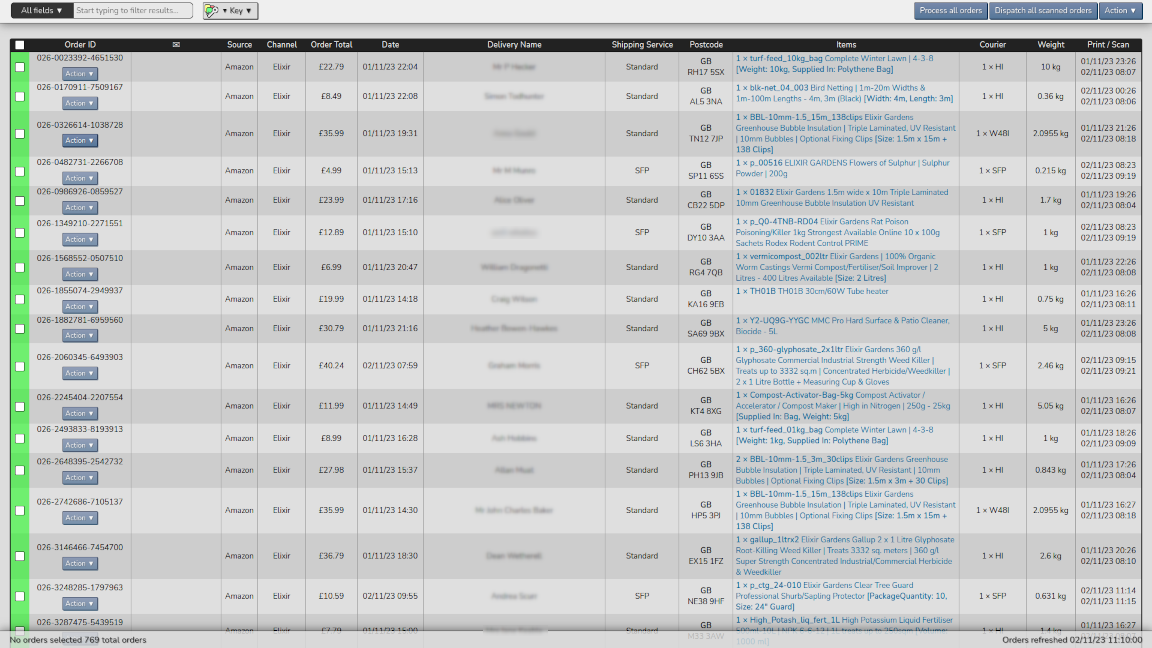 All fields ▼ Start typing to filter results... ▼ Key ▼ Process all orders Dispatch all scanned orders Action ▼
Order ID ✉ Source Channel Order Total Date Delivery Name Shipping Service Postcode Items Courier Weight Print / Scan
026-0023392-4651530 Action ▼ Amazon Elixir £22.79 01/11/23 22:04 Standard GB RH17 5SX
1 × turf-feed_10kg_bag Complete Winter Lawn | 4-3-8
[Weight: 10kg, Supplied In: Polythene Bag]
1 × HI 10 kg 01/11/23 23:26 02/11/23 08:07
026-0170911-7509167 Action ▼ Amazon Elixir £8.49 01/11/23 22:08 Standard GB AL5 3NA
1 × blk-net_04_003 Bird Netting | 1m-20m Widths &
1m-100m Lengths - 4m, 3m (Black) [Width: 4m, Length: 3m]
1 × HI 0.36 kg 02/11/23 00:26 02/11/23 08:06
026-0326614-1038728 Action ▼ Amazon Elixir £35.99 01/11/23 19:31 Standard GB TN12 7JP
1 × BBL-10mm-1.5_15m_138clips Elixir Gardens
Greenhouse Bubble Insulation | Triple Laminated, UV Resistant
| 10mm Bubbles | Optional Fixing Clips [Size: 1.5m x 15m +
138 Clips]
1 × W48I 2.0955 kg 01/11/23 21:26 02/11/23 08:18
026-0482731-2266708 Action ▼ Amazon Elixir £4.99 01/11/23 15:13 SFP GB SP11 6SS
1 × p_00516 ELIXIR GARDENS Flowers of Sulphur | Sulphur
Powder | 200g
1 × SFP 0.215 kg 02/11/23 08:23 02/11/23 09:19
026-0986926-0859527 Action ▼ Amazon Elixir £23.99 01/11/23 17:16 Standard GB CB22 5DP
1 × 01832 Elixir Gardens 1.5m wide x 10m Triple Laminated
10mm Greenhouse Bubble Insulation UV Resistant
1 × HI 1.7 kg 01/11/23 19:26 02/11/23 08:04
026-1349210-2271551 Action ▼ Amazon Elixir £12.89 01/11/23 15:10 SFP GB DY10 3AA
1 × p_Q0-4TNB-RD04 Elixir Gardens Rat Poison
Poisoning/Killer 1kg Strongest Available Online 10 x 100g
Sachets Rodex Rodent Control PRIME
1 × SFP 1 kg 02/11/23 08:23 02/11/23 09:19
026-1568552-0507510 Action ▼ Amazon Elixir £6.99 01/11/23 20:47 Standard GB RG4 7QB
1 × vermicompost_002ltr Elixir Gardens | 100% Organic
Worm Castings Vermi Compost/Fertiliser/Soil Improver | 2
Litres - 400 Litres Available [Size: 2 Litres]
1 × HI 1 kg 01/11/23 22:26 02/11/23 08:08
026-1855074-2949937 Action ▼ Amazon Elixir £19.99 01/11/23 14:18 Standard GB KA16 9EB
1 × TH01B TH01B 30cm/60W Tube heater
1 × HI 0.75 kg 01/11/23 16:26 02/11/23 08:11
026-1882781-6959560 Action ▼ Amazon Elixir £30.79 01/11/23 21:16 Standard GB SA69 9BX
1 × Y2-UQ9G-YYGC MMC Pro Hard Surface & Patio Cleaner,
Biocide - 5L
1 × HI 5 kg 01/11/23 23:26 02/11/23 08:08
026-2060345-6493903 Action ▼ Amazon Elixir £40.24 02/11/23 07:59 SFP GB CH62 5BX
1 × p_360-glyphosate_2x1ltr Elixir Gardens 360 g/l
Glyphosate Commercial Industrial Strength Weed Killer |
Treats up to 3332 sq.m | Concentrated Herbicide/Weedkiller |
2 x 1 Litre Bottle + Measuring Cup & Gloves
1 × SFP 2.46 kg 02/11/23 09:15 02/11/23 09:21
026-2245404-2207554 Action ▼ Amazon Elixir £11.99 01/11/23 14:49 Standard GB KT4 8XG
1 × Compost-Activator-Bag-5kg Compost Activator /
Accelerator / Compost Maker | High in Nitrogen | 250g - 25kg
[Supplied In: Bag, Weight: 5kg]
1 × HI 5.05 kg 01/11/23 16:26 02/11/23 08:07
026-2493833-8193913 Action ▼ Amazon Elixir £8.99 01/11/23 16:28 Standard GB LS6 3HA
1 × turf-feed_01kg_bag Complete Winter Lawn | 4-3-8
[Weight: 1kg, Supplied In: Polythene Bag]
1 × HI 1 kg 01/11/23 18:26 02/11/23 09:09
026-2648395-2542732 Action ▼ Amazon Elixir £27.98 01/11/23 15:37 Standard GB PH13 9JB
2 × BBL-10mm-1.5_3m_30clips Elixir Gardens Greenhouse
Bubble Insulation | Triple Laminated, UV Resistant | 10mm
Bubbles | Optional Fixing Clips [Size: 1.5m x 3m + 30 Clips]
1 × HI 0.843 kg 01/11/23 17:26 02/11/23 08:04
026-2742686-7105137 Action ▼ Amazon Elixir £35.99 01/11/23 14:30 Standard GB HP5 3PJ
1 × BBL-10mm-1.5_15m_138clips Elixir Gardens
Greenhouse Bubble Insulation | Triple Laminated, UV Resistant
| 10mm Bubbles | Optional Fixing Clips [Size: 1.5m x 15m +
138 Clips]
1 × W48I 2.0955 kg 01/11/23 16:27 02/11/23 08:18
026-3146466-7454700 Action ▼ Amazon Elixir £36.79 01/11/23 18:30 Standard GB EX15 1FZ
1 × gallup_1ltrx2 Elixir Gardens Gallup 2 x 1 Litre Glyphosate
Root-Killing Weed Killer | Treats 3332 sq. meters | 360 g/l
Super Strength Concentrated Industrial/Commercial Herbicide
& Weedkiller
1 × HI 2.6 kg 01/11/23 20:26 02/11/23 08:10
026-3248285-1797963 Action ▼ Amazon Elixir £10.59 01/11/23 09:55 SFP GB NE38 9HF
1 × p_ctg_24-010 Elixir Gardens Clear Tree Guard
Professional Shurb/Sapling Protector [PackageQuantity: 10,
Size: 24" Guard]
1 × SFP 0.631 kg 02/11/23 11:14 02/11/23 11:15
026-3287475-5439519 Amazon Elixir £7.79 01/11/23 15:00 Standard GB M33 3AW
1 × High_Potash_liq_fert_1L High Potassium Liquid Fertiliser
1 × HI 1.4 kg 01/11/23 16:27
No orders selected 769 total orders Orders refreshed 02/11/23 11:10:00